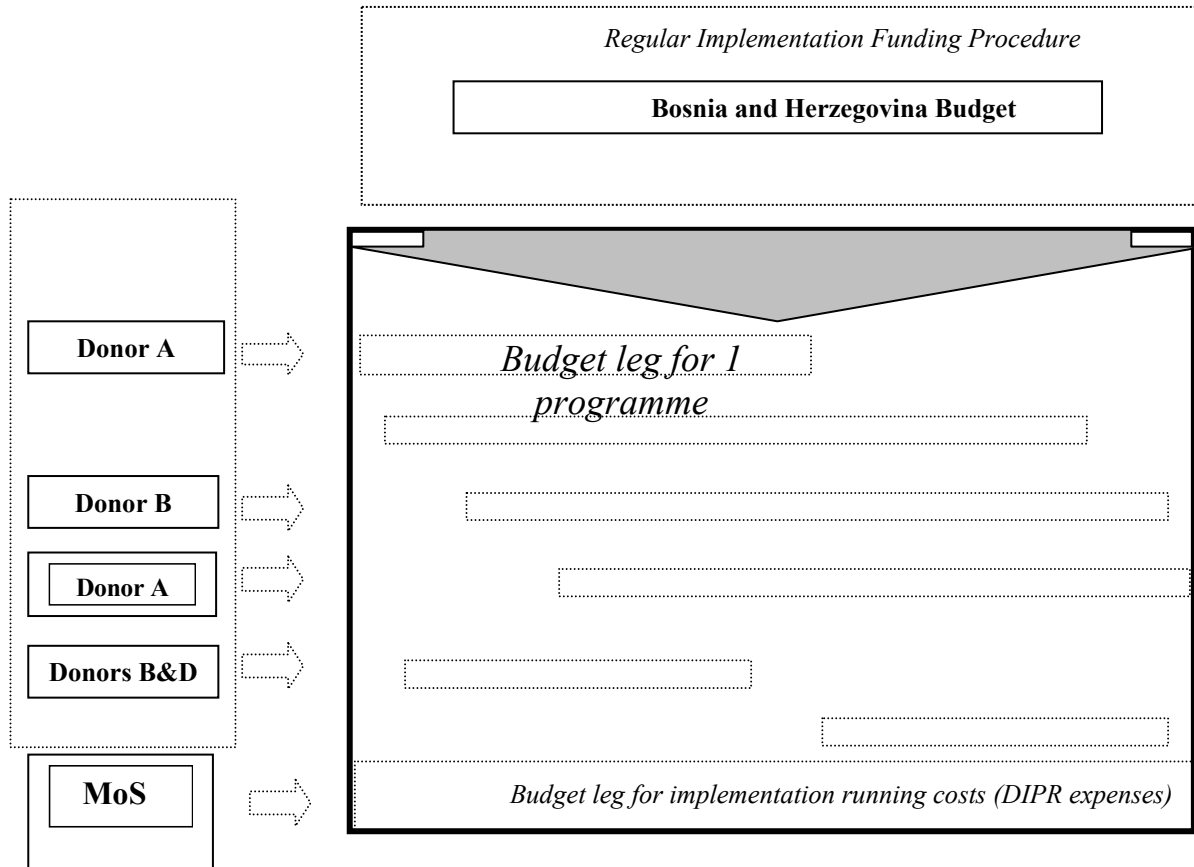 Regular Implementation Funding Procedure
Bosnia and Herzegovina Budget
Donor A
Budget leg for 1
programme
Donor B
Donor A
Donors B&D
MoS
Budget leg for implementation running costs (DIPR expenses)